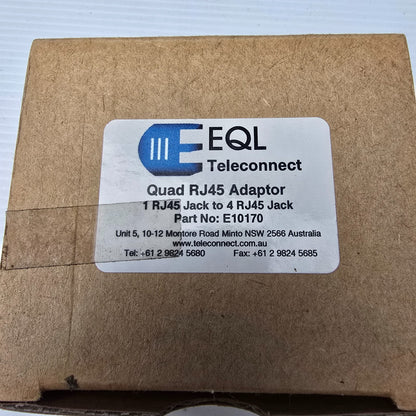 EQL
Teleconnect
Quad RJ45 Adaptor
1 RJ45 Jack to 4 RJ45 Jack
Part No: E10170
Unit 5, 10-12 Montore Road Minto NSW 2566 Australia
www.teleconnect.com.au
Tel: +61 2 9824 5680 Fax: +61 2 9824 5685